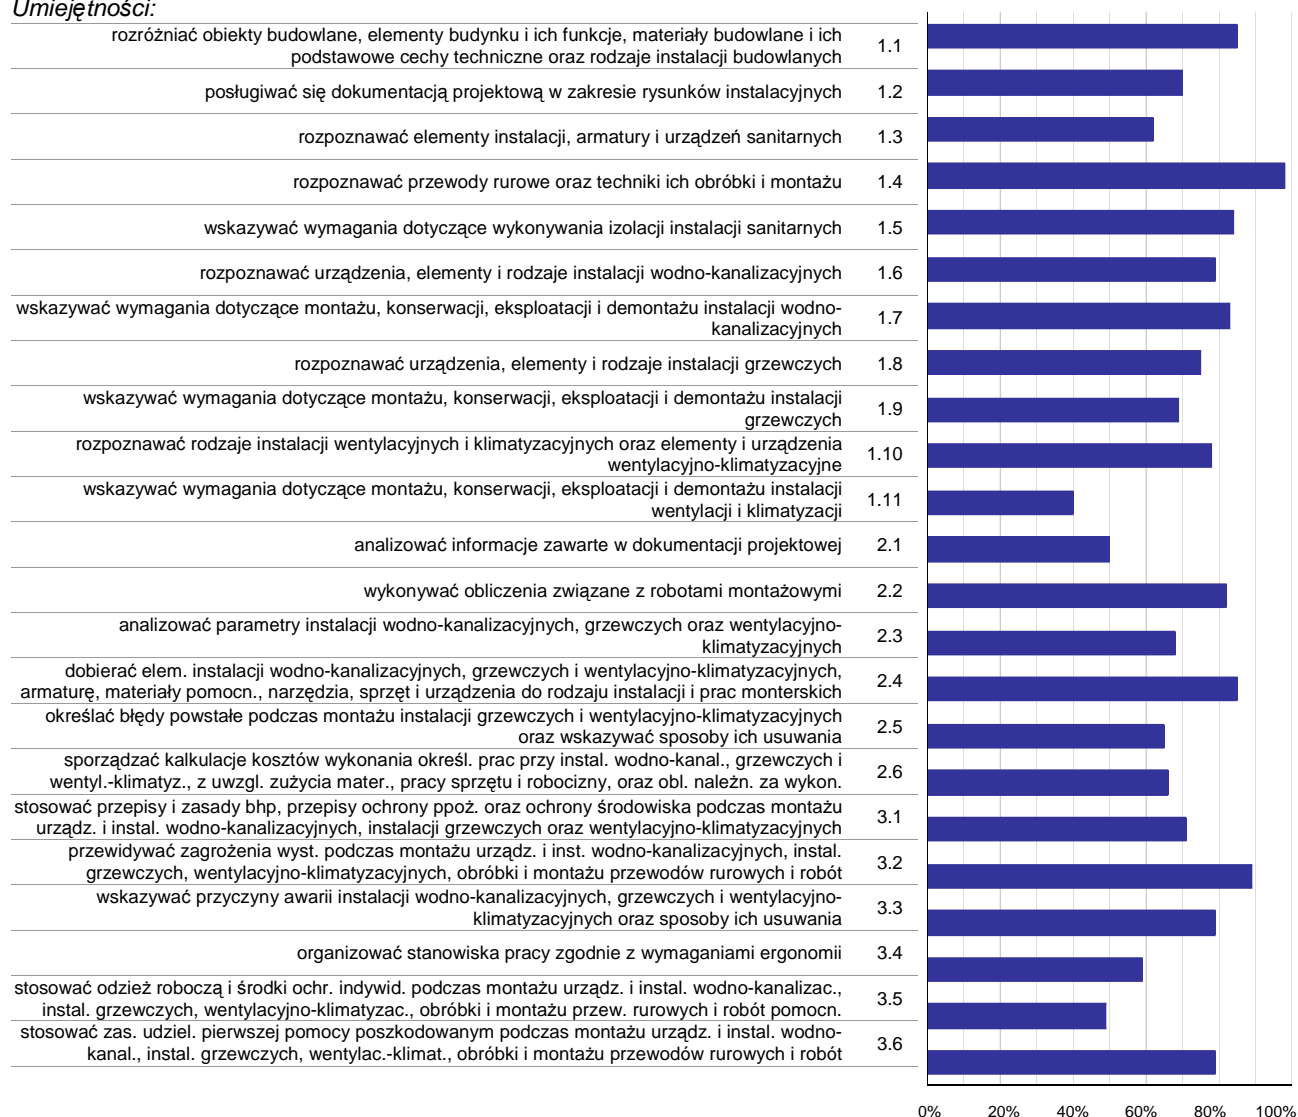 Umiejętności:
rozróżniać obiekty budowlane, elementy budynku i ich funkcje, materiały budowlane i ich
podstawowe cechy techniczne oraz rodzaje instalacji budowlanych
1.1
posługiwać się dokumentacją projektową w zakresie rysunków instalacyjnych 1.2
rozpoznawać elementy instalacji, armatury i urządzeń sanitarnych 1.3
rozpoznawać przewody rurowe oraz techniki ich obróbki i montażu 1.4
wskazywać wymagania dotyczące wykonywania izolacji instalacji sanitarnych 1.5
rozpoznawać urządzenia, elementy i rodzaje instalacji wodno-kanalizacyjnych 1.6
wskazywać wymagania dotyczące montażu, konserwacji, eksploatacji i demontażu instalacji wodno-
kanalizacyjnych
1.7
rozpoznawać urządzenia, elementy i rodzaje instalacji grzewczych 1.8
wskazywać wymagania dotyczące montażu, konserwacji, eksploatacji i demontażu instalacji
grzewczych
1.9
rozpoznawać rodzaje instalacji wentylacyjnych i klimatyzacyjnych oraz elementy i urządzenia
wentylacyjno-klimatyzacyjne
1.10
wskazywać wymagania dotyczące montażu, konserwacji, eksploatacji i demontażu instalacji
wentylacji i klimatyzacji
1.11
analizować informacje zawarte w dokumentacji projektowej 2.1
wykonywać obliczenia związane z robotami montażowymi 2.2
analizować parametry instalacji wodno-kanalizacyjnych, grzewczych oraz wentylacyjno-
klimatyzacyjnych
2.3
dobierać elem. instalacji wodno-kanalizacyjnych, grzewczych i wentylacyjno-klimatyzacyjnych,
armaturę, materiały pomocn., narzędzia, sprzęt i urządzenia do rodzaju instalacji i prac monterskich
2.4
określać błędy powstałe podczas montażu instalacji grzewczych i wentylacyjno-klimatyzacyjnych
oraz wskazywać sposoby ich usuwania
2.5
sporządzać kalkulacje kosztów wykonania określ. prac przy instal. wodno-kanal., grzewczych i
wentyl.-klimatyz., z uwzgl. zużycia mater., pracy sprzętu i robocizny, oraz obl. należn. za wykon.
2.6
stosować przepisy i zasady bhp, przepisy ochrony ppoż. oraz ochrony środowiska podczas montażu
urządz. i instal. wodno-kanalizacyjnych, instalacji grzewczych oraz wentylacyjno-klimatyzacyjnych
3.1
przewidywać zagrożenia wyst. podczas montażu urządz. i inst. wodno-kanalizacyjnych, instal.
grzewczych, wentylacyjno-klimatyzacyjnych, obróbki i montażu przewodów rurowych i robót
3.2
wskazywać przyczyny awarii instalacji wodno-kanalizacyjnych, grzewczych i wentylacyjno-
klimatyzacyjnych oraz sposoby ich usuwania
3.3
organizować stanowiska pracy zgodnie z wymaganiami ergonomii 3.4
stosować odzież roboczą i środki ochr. indywid. podczas montażu urządz. i instal. wodno-kanalizac.,
instal. grzewczych, wentylacyjno-klimatyzac., obróbki i montażu przew. rurowych i robót pomocn.
3.5
stosować zas. udziel. pierwszej pomocy poszkodowanym podczas montażu urządz. i instal. wodno-
kanal., instal. grzewczych, wentylac.-klimat., obróbki i montażu przewodów rurowych i robót
3.6
0% 20% 40% 60% 80% 100%